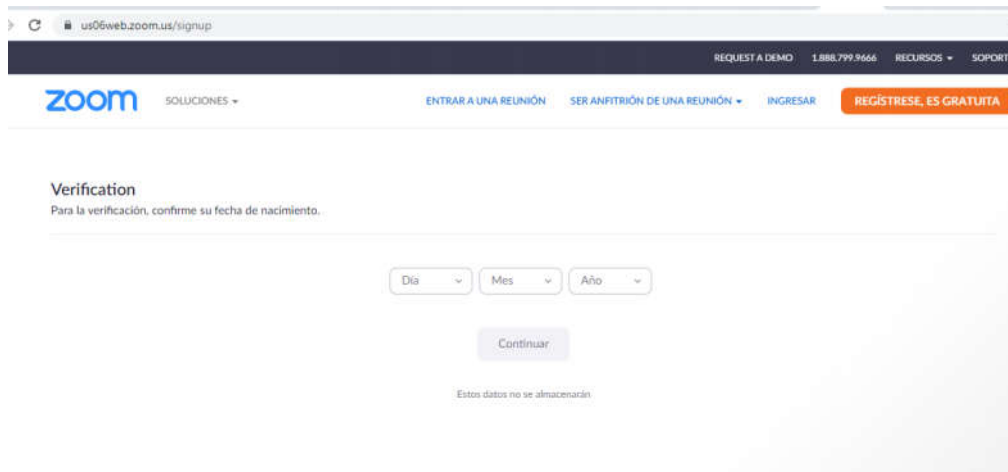 us06web.zoom.us/signup
REQUEST A DEMO 1.888.799.9666 RECURSOS SOPORT
zoom SOLUCIONES ENTRAR A UNA REUNIÓN SER ANFITRIÓN DE UNA REUNIÓN INGRESAR REGÍSTRESE, ES GRATUITA
Verification
Para la verificación, confirme su fecha de nacimiento.
Día Mes Año
Continuar
Estos datos no se almacenarán